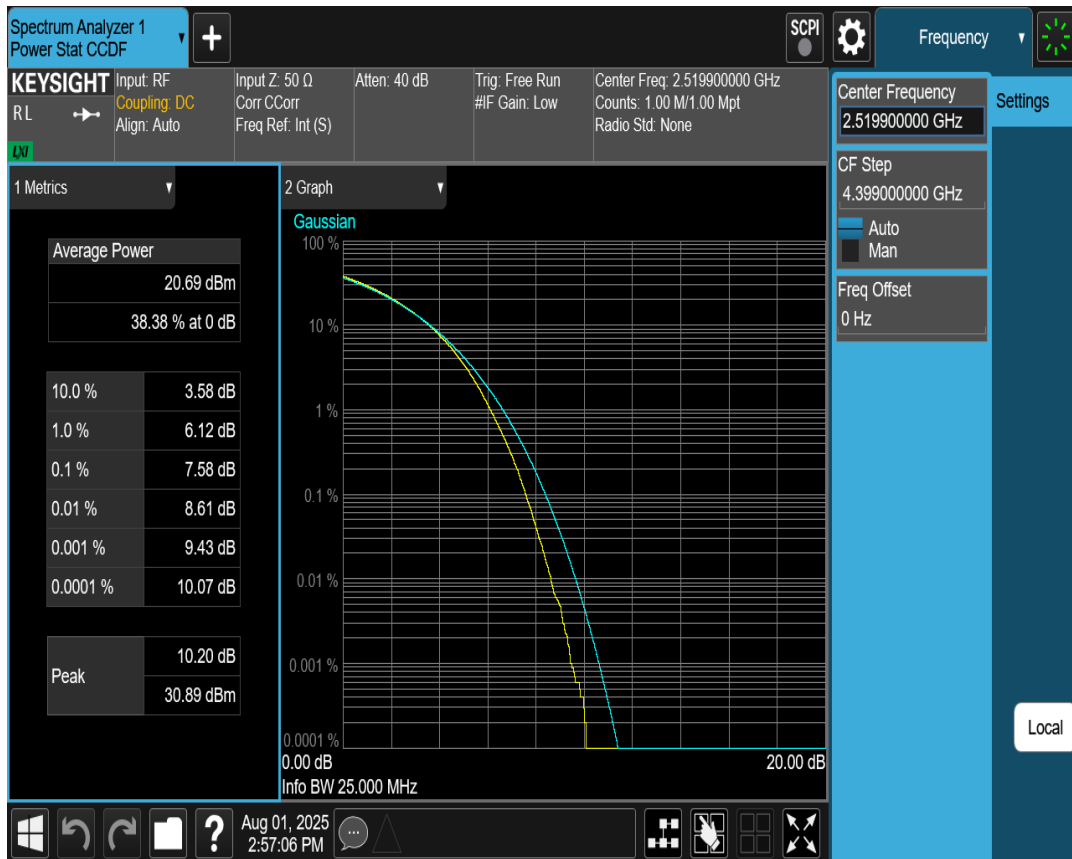 Spectrum Analyzer 1
Power Stat CCDF
+
SCPI
Frequency
KEYSIGHT
RL
LXI
Input: RF
Coupling: DC
Align: Auto
Input Z: 50 Ω
Corr CCorr
Freq Ref: Int (S)
Atten: 40 dB
Trig: Free Run
#IF Gain: Low
Center Freq: 2.519900000 GHz
Counts: 1.00 M/1.00 Mpt
Radio Std: None
Center Frequency
2.519900000 GHz
Settings
CF Step
4.399000000 GHz
Auto
Man
Freq Offset
0 Hz
1 Metrics
Average Power
20.69 dBm
38.38 % at 0 dB
10.0 % 3.58 dB
1.0 % 6.12 dB
0.1 % 7.58 dB
0.01 % 8.61 dB
0.001 % 9.43 dB
0.0001 % 10.07 dB
Peak
10.20 dB
30.89 dBm
2 Graph
Gaussian
100 %
10 %
1 %
0.1 %
0.01 %
0.001 %
0.0001 %
0.00 dB 20.00 dB
Info BW 25.000 MHz
Local
?
Aug 01, 2025
2:57:06 PM